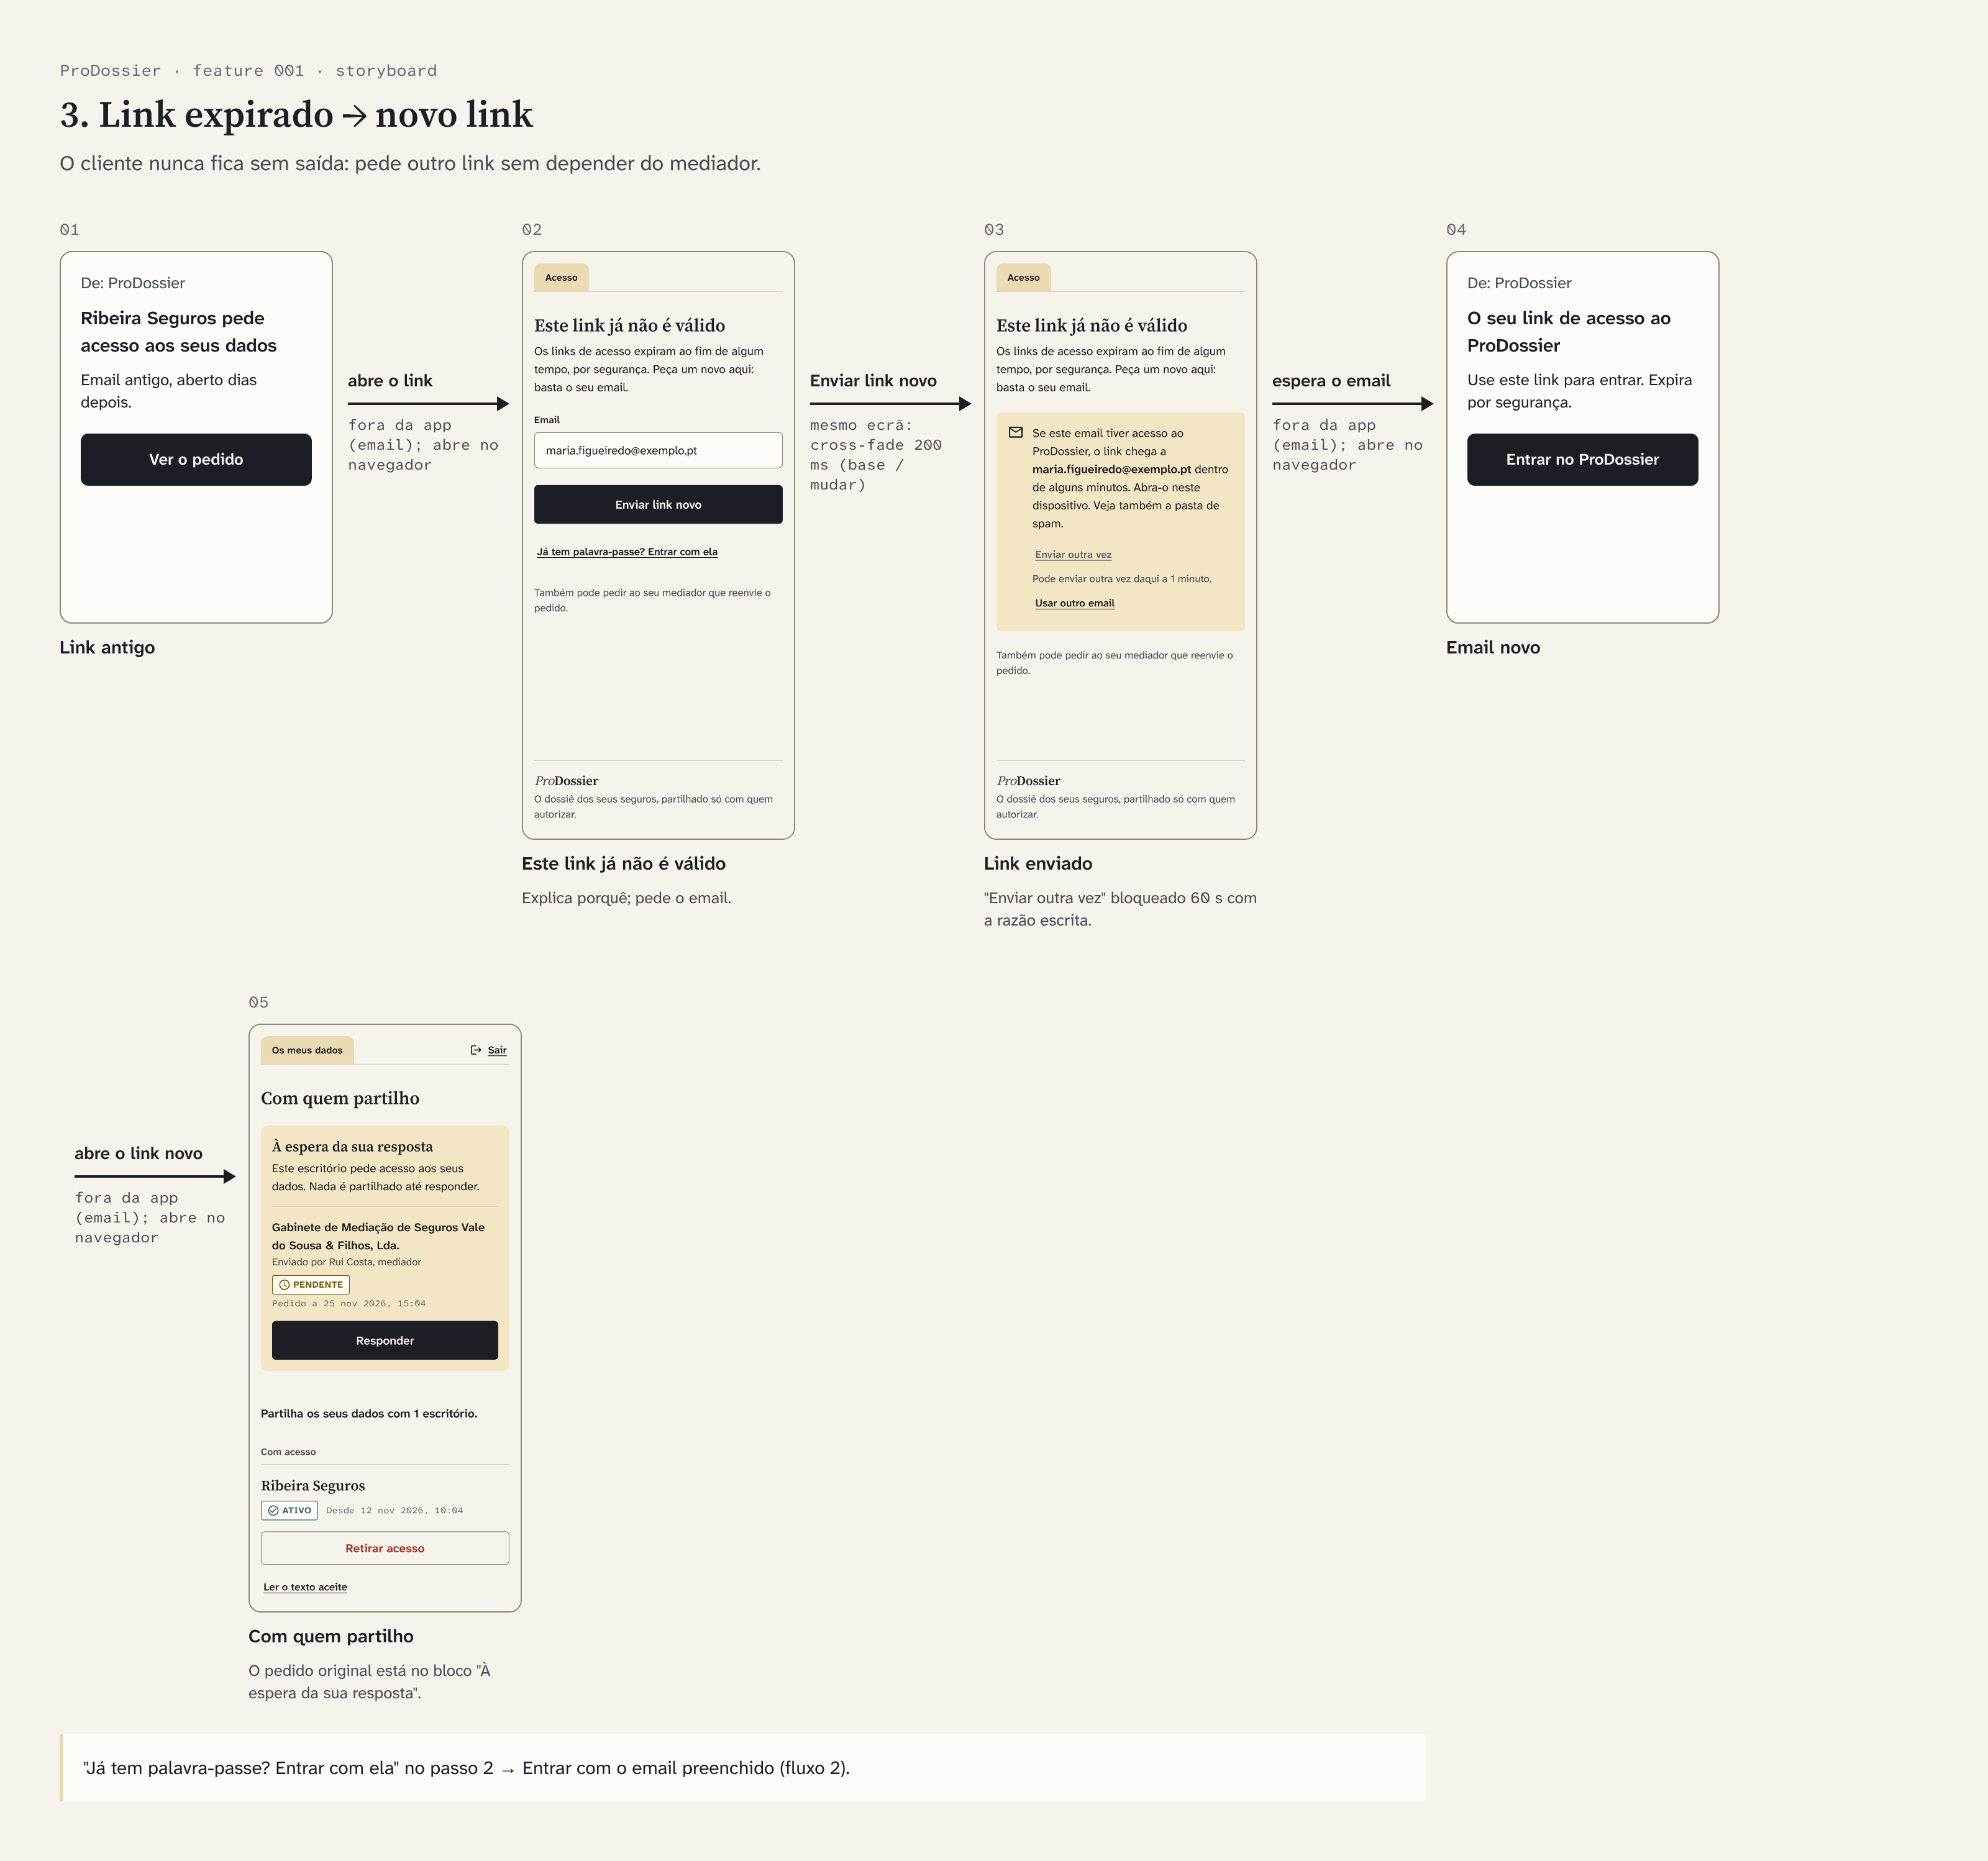 ProDossier · feature 001 · storyboard
3. Link expirado → novo link
O cliente nunca fica sem saída: pede outro link sem depender do mediador.
01
De: ProDossier
Ribeira Seguros pede
acesso aos seus dados
Email antigo, aberto dias
depois.
Ver o pedido
Link antigo
abre o link
fora da app
(email); abre no
navegador
02
Acesso
Este link já não é válido
Os links de acesso expiram ao fim de algum
tempo, por segurança. Peça um novo aqui:
basta o seu email.
Email
maria.figueiredo@exemplo.pt
Enviar link novo
Já tem palavra-passe? Entrar com ela
Também pode pedir ao seu mediador que reenvie o
pedido.
ProDossier
O dossiê dos seus seguros, partilhado só com quem
autorizar.
Este link já não é válido
Explica porquê; pede o email.
Enviar link novo
mesmo ecrã:
cross-fade 200
ms (base /
mudar)
03
Acesso
Este link já não é válido
Os links de acesso expiram ao fim de algum
tempo, por segurança. Peça um novo aqui:
basta o seu email.
Se este email tiver acesso ao
ProDossier, o link chega a
maria.figueiredo@exemplo.pt dentro
de alguns minutos. Abra-o neste
dispositivo. Veja também a pasta de
spam.
Enviar outra vez
Pode enviar outra vez daqui a 1 minuto.
Usar outro email
Também pode pedir ao seu mediador que reenvie o
pedido.
ProDossier
O dossiê dos seus seguros, partilhado só com quem
autorizar.
Link enviado
"Enviar outra vez" bloqueado 60 s com
a razão escrita.
espera o email
fora da app
(email); abre no
navegador
04
De: ProDossier
O seu link de acesso ao
ProDossier
Use este link para entrar. Expira
por segurança.
Entrar no ProDossier
Email novo
abre o link novo
fora da app
(email); abre no
navegador
05
Os meus dados
Sair
Com quem partilho
À espera da sua resposta
Este escritório pede acesso aos seus
dados. Nada é partilhado até responder.
Gabinete de Mediação de Seguros Vale
do Sousa & Filhos, Lda.
Enviado por Rui Costa, mediador
PENDENTE
Pedido a 25 nov 2026, 15:04
Responder
Partilha os seus dados com 1 escritório.
Com acesso
Ribeira Seguros
ATIVO Desde 12 nov 2026, 10:04
Retirar acesso
Ler o texto aceite
Com quem partilho
O pedido original está no bloco "À
espera da sua resposta".
"Já tem palavra-passe? Entrar com ela" no passo 2 → Entrar com o email preenchido (fluxo 2).